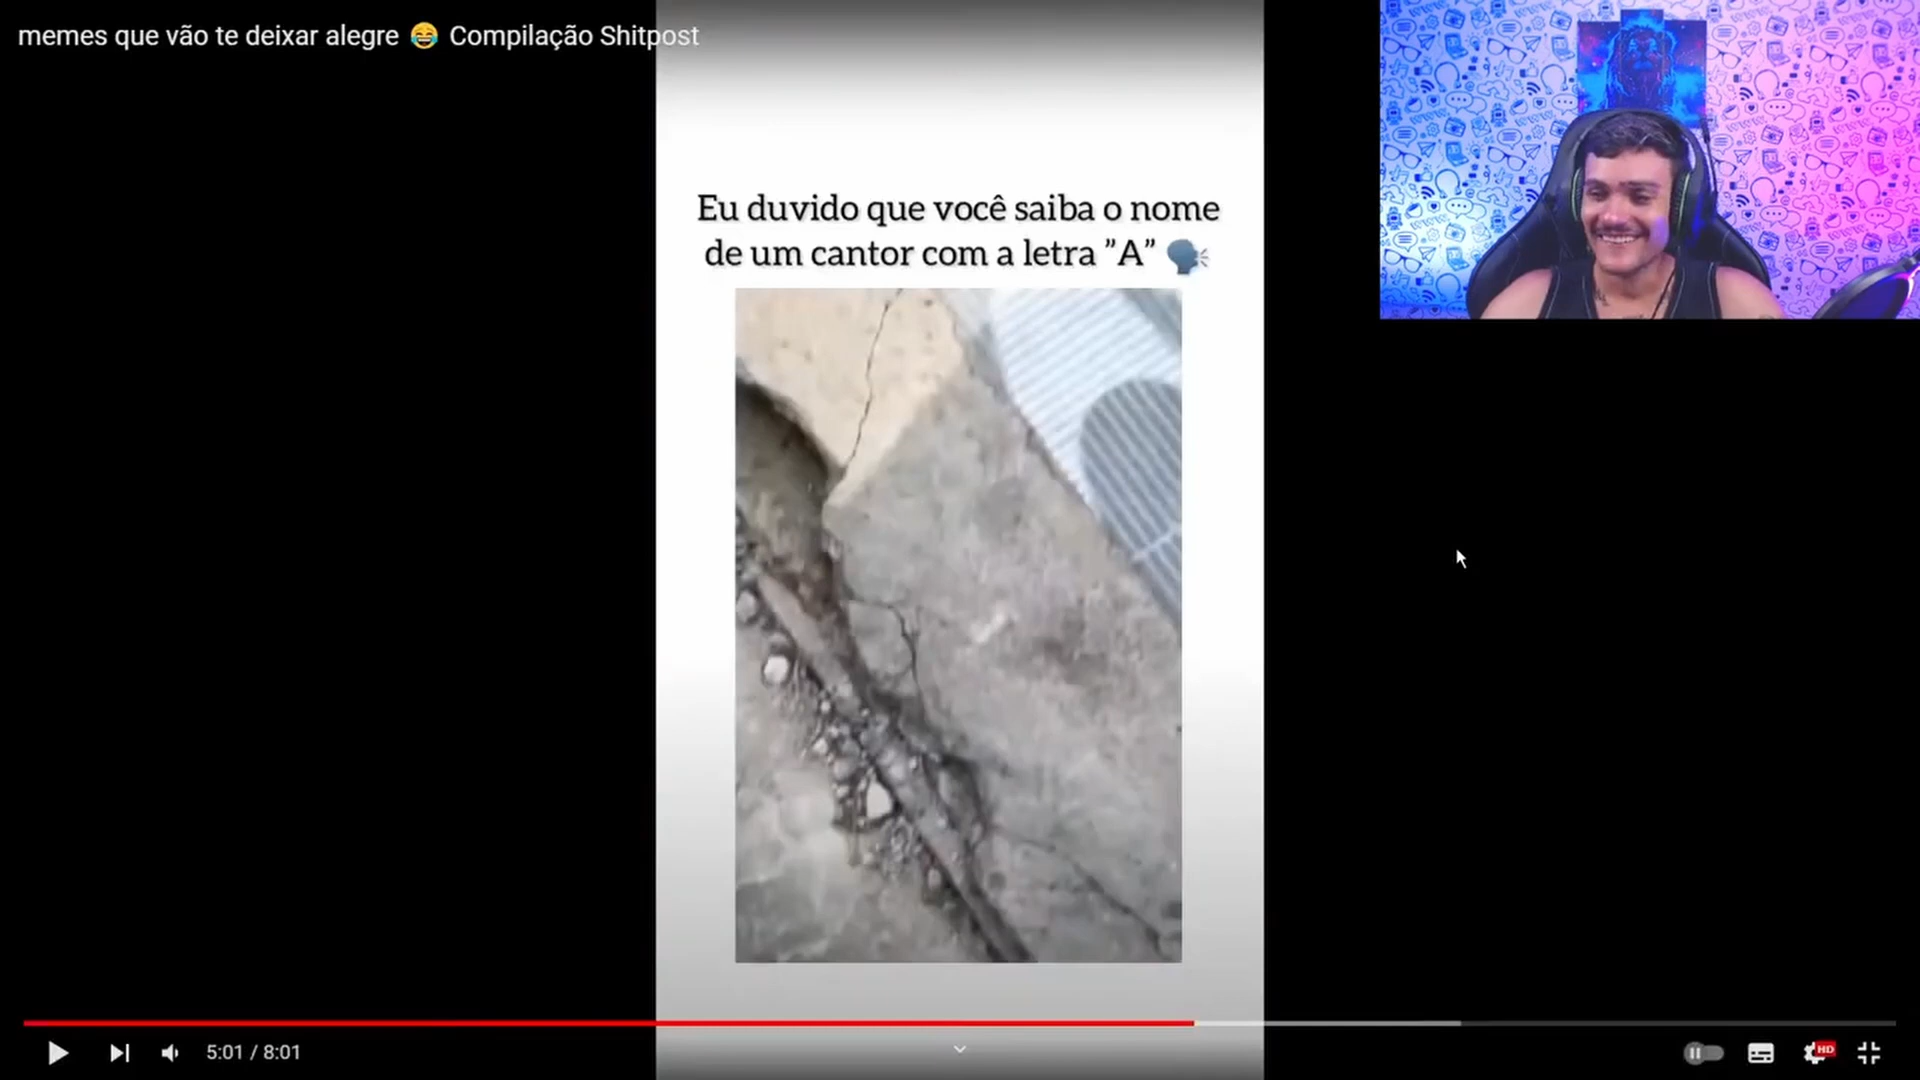 memes que vão te deixar alegre 😂 Compilação Shitpost
Eu duvido que você saiba o nome
de um cantor com a letra ”A” 🗣️
5:01 / 8:01
HD